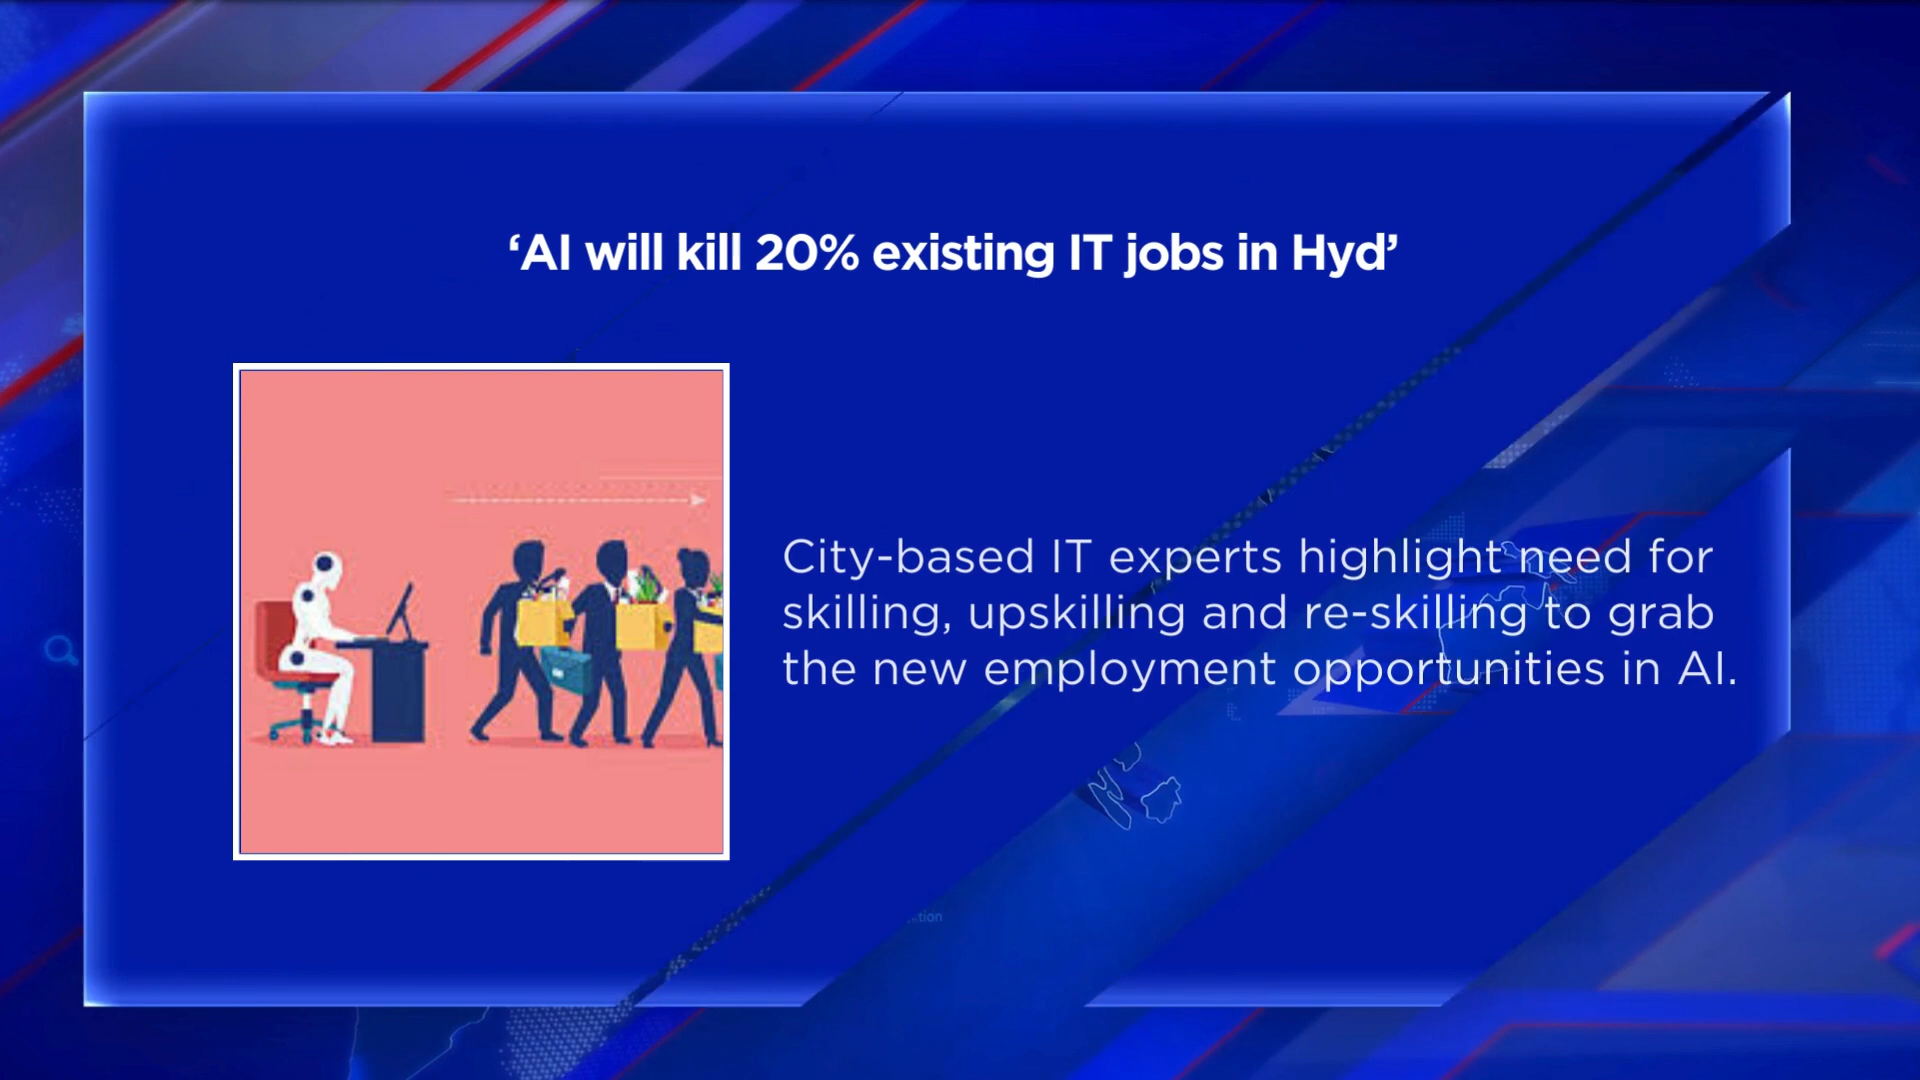 ‘AI will kill 20% existing IT jobs in Hyd’
City-based IT experts highlight need for
skilling, upskilling and re-skilling to grab
the new employment opportunities in AI.